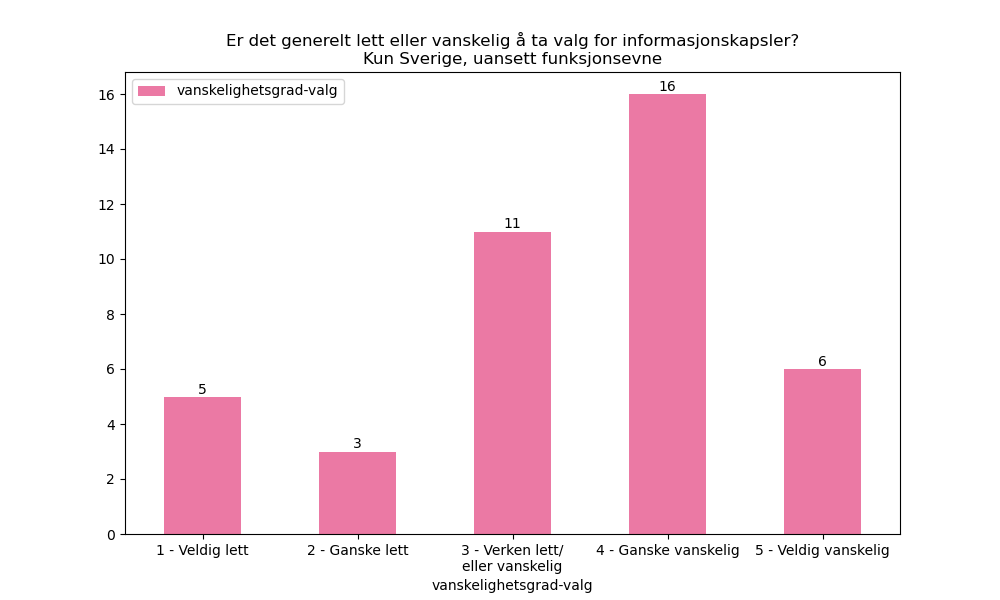 Er det generelt lett eller vanskelig å ta valg for informasjonskapsler?
Kun Sverige, uansett funksjonsevne
vanskelighetsgrad-valg
16
14
12
10
8
6
4
2
0
5
3
11
16
6
1 - Veldig lett
2 - Ganske lett
3 - Verken lett/
eller vanskelig
4 - Ganske vanskelig
5 - Veldig vanskelig
vanskelighetsgrad-valg